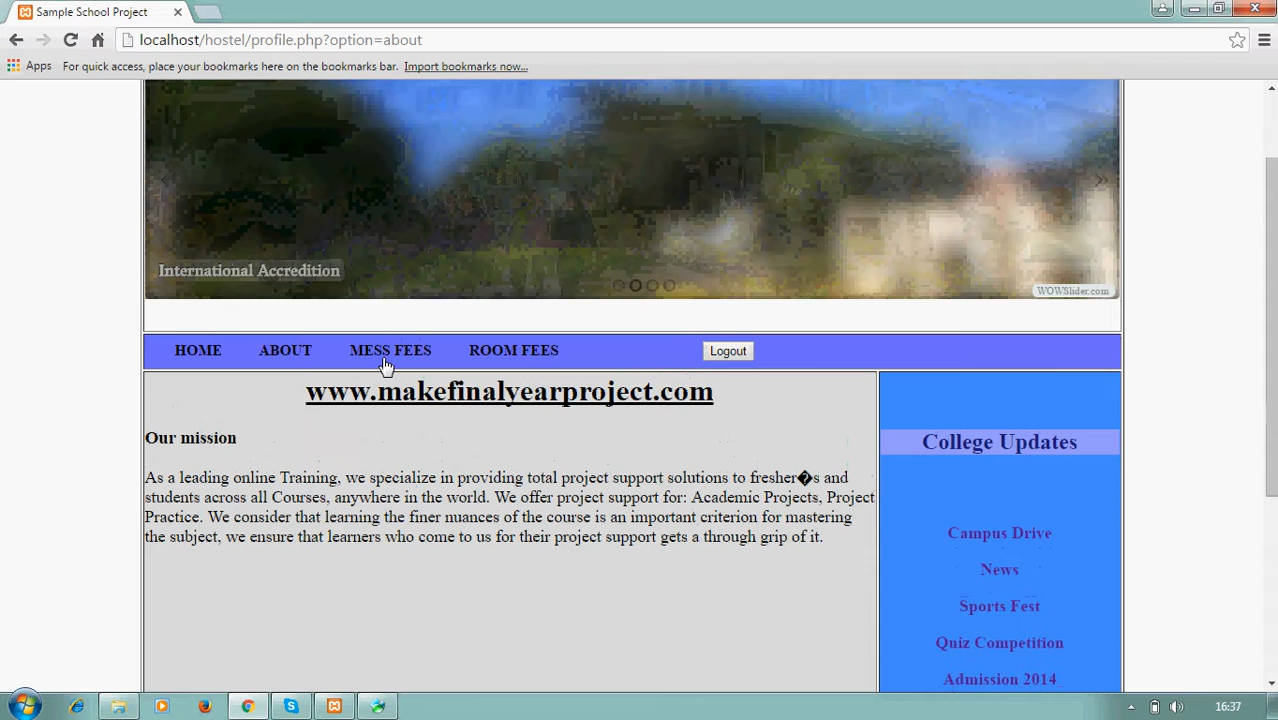 Sample School Project
localhost/hostel/profile.php?option=about
Apps For quick access, place your bookmarks here on the bookmarks bar. Import bookmarks now...
International Accredition
WOWSlider.com
HOME ABOUT MESS FEES ROOM FEES Logout
www.makefinalyearproject.com
Our mission
As a leading online Training, we specialize in providing total project support solutions to fresher�s and
students across all Courses, anywhere in the world. We offer project support for: Academic Projects, Project
Practice. We consider that learning the finer nuances of the course is an important criterion for mastering
the subject, we ensure that learners who come to us for their project support gets a through grip of it.
College Updates
Campus Drive
News
Sports Fest
Quiz Competition
Admission 2014
16:37